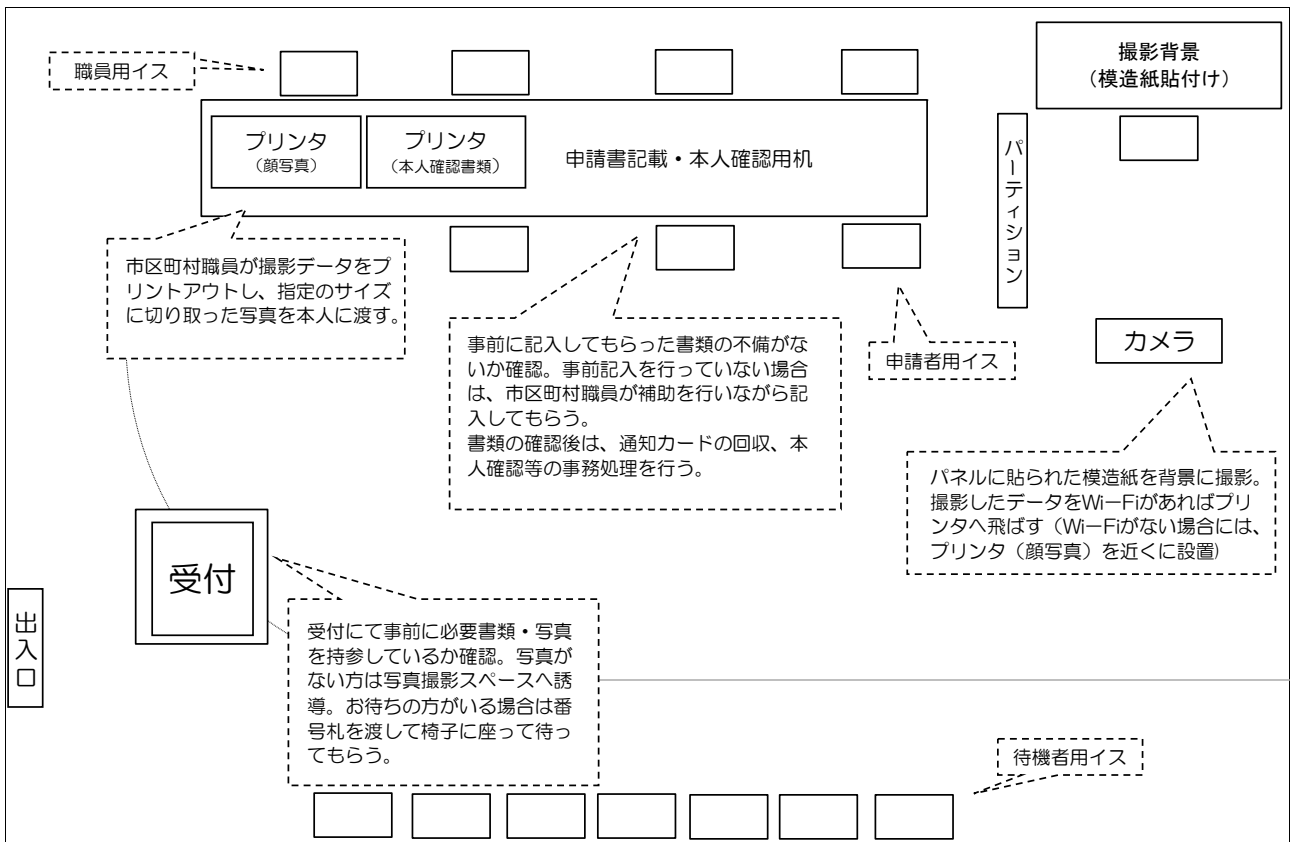 職員用イス
撮影背景
（模造紙貼付け）
プリンタ
（顔写真）
プリンタ
（本人確認書類）
申請書記載・本人確認用机
パーティション
市区町村職員が撮影データをプ
リントアウトし、指定のサイズ
に切り取った写真を本人に渡す。
事前に記入してもらった書類の不備がな
いか確認。事前記入を行っていない場合
は、市区町村職員が補助を行いながら記
入してもらう。
書類の確認後は、通知カードの回収、本
人確認等の事務処理を行う。
申請者用イス
カメラ
パネルに貼られた模造紙を背景に撮影。
撮影したデータをWi－Fiがあればプリ
ンタへ飛ばす（Wi－Fiがない場合には、
プリンタ（顔写真）を近くに設置)
受付
出入口
受付にて事前に必要書類・写真
を持参しているか確認。写真が
ない方は写真撮影スペースへ誘
導。お待ちの方がいる場合は番
号札を渡して椅子に座って待っ
てもらう。
待機者用イス